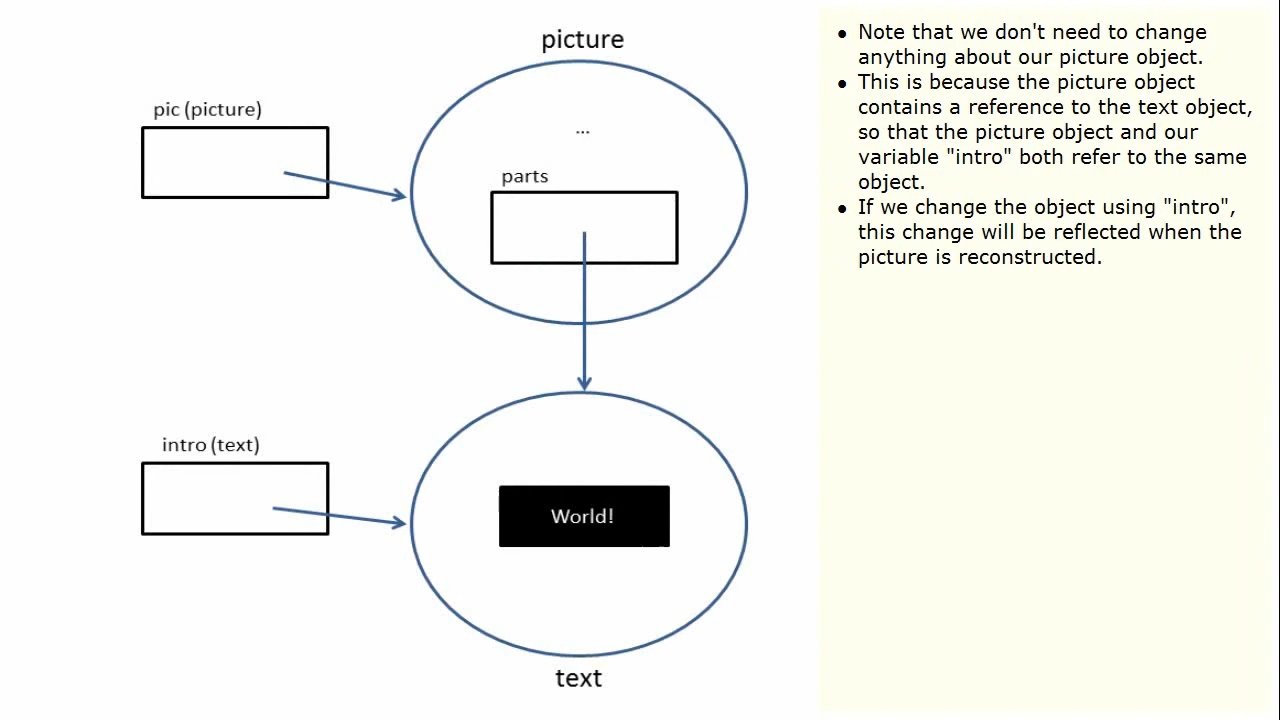 picture
pic (picture)
...
parts
intro (text)
World!
text
● Note that we don't need to change
anything about our picture object.
● This is because the picture object
contains a reference to the text object,
so that the picture object and our
variable "intro" both refer to the same
object.
● If we change the object using "intro",
this change will be reflected when the
picture is reconstructed.